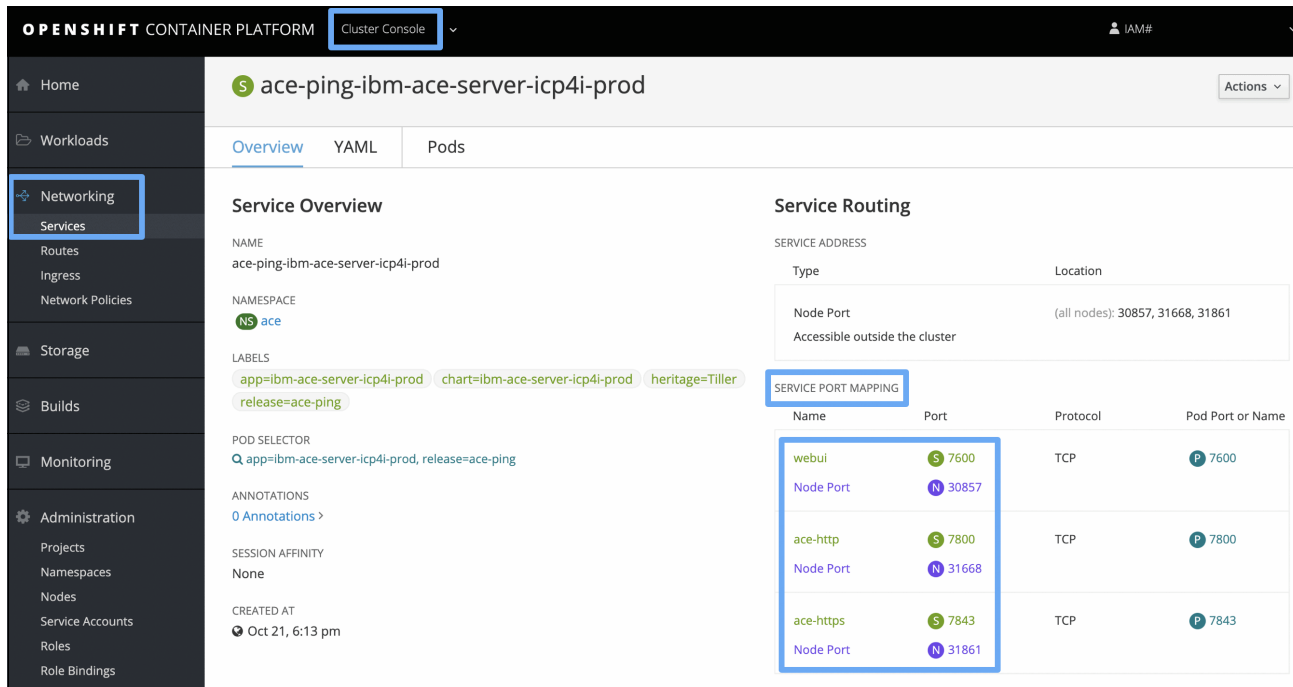 OPENSHIFT CONTAINER PLATFORM Cluster Console IAM#
Home
Workloads
Networking
Services
Routes
Ingress
Network Policies
Storage
Builds
Monitoring
Administration
Projects
Namespaces
Nodes
Service Accounts
Roles
Role Bindings
S ace-ping-ibm-ace-server-icp4i-prod
Actions
Overview YAML Pods
Service Overview
NAME
ace-ping-ibm-ace-server-icp4i-prod
NAMESPACE
NS ace
LABELS
app=ibm-ace-server-icp4i-prod chart=ibm-ace-server-icp4i-prod heritage=Tiller
release=ace-ping
POD SELECTOR
app=ibm-ace-server-icp4i-prod, release=ace-ping
ANNOTATIONS
0 Annotations
SESSION AFFINITY
None
CREATED AT
Oct 21, 6:13 pm
Service Routing
SERVICE ADDRESS
Type Location
Node Port (all nodes): 30857, 31668, 31861
Accessible outside the cluster
SERVICE PORT MAPPING
Name Port Protocol Pod Port or Name
webui S 7600 TCP P 7600
Node Port N 30857
ace-http S 7800 TCP P 7800
Node Port N 31668
ace-https S 7843 TCP P 7843
Node Port N 31861